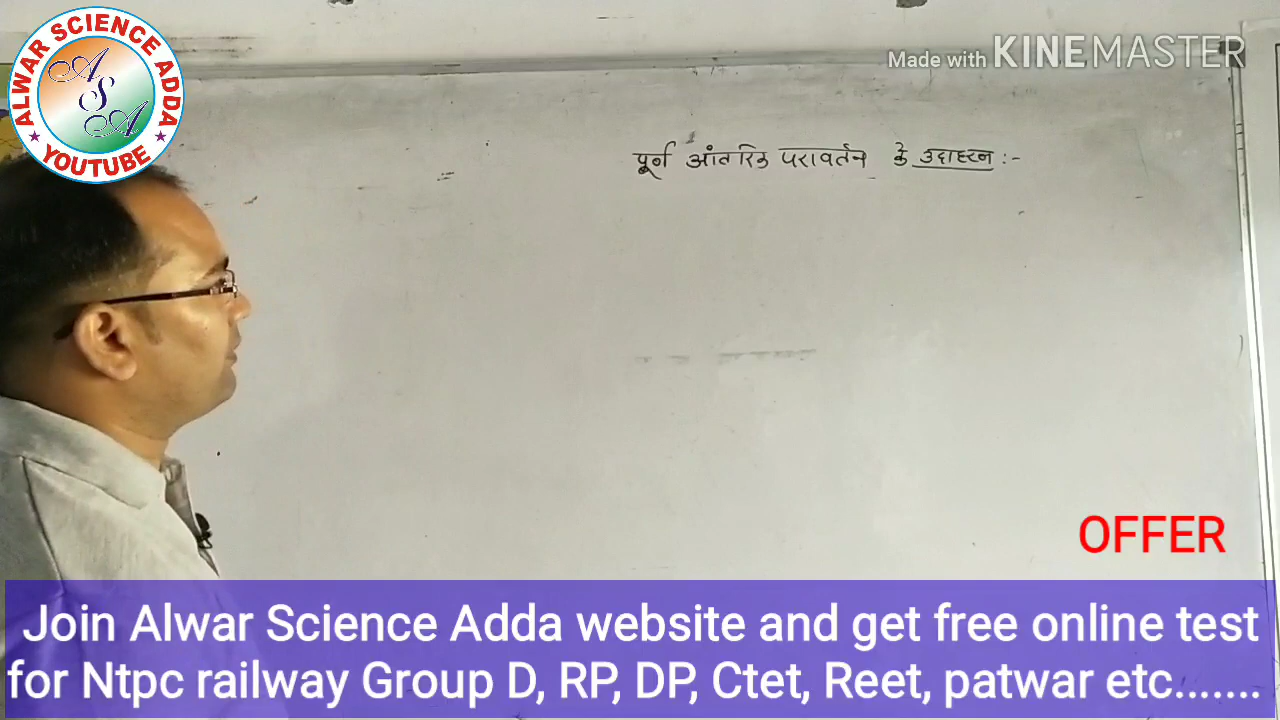 ALWAR SCIENCE ADDA
ASA
YOUTUBE
Made with KINEMASTER
पूर्न आंतरिक परावर्तन के उदाहरन :-
OFFER
Join Alwar Science Adda website and get free online test
for Ntpc railway Group D, RP, DP, Ctet, Reet, patwar etc.......